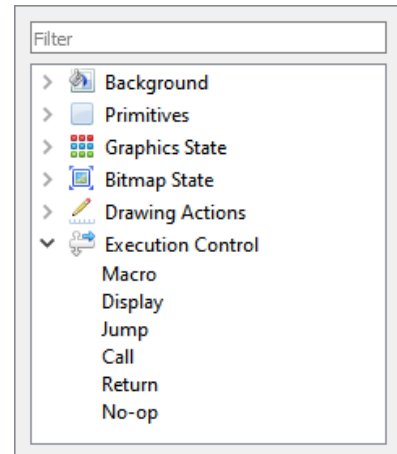 Filter
Background
Primitives
Graphics State
Bitmap State
Drawing Actions
Execution Control
Macro
Display
Jump
Call
Return
No-op